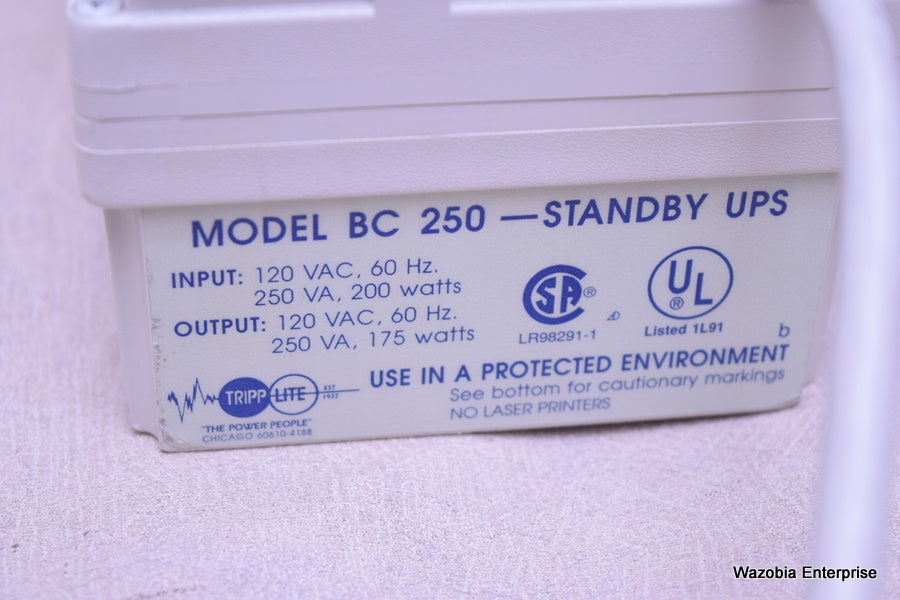 MODEL BC 250 — STANDBY UPS
INPUT: 120 VAC, 60 Hz.
250 VA, 200 watts
OUTPUT: 120 VAC, 60 Hz.
250 VA, 175 watts
SA ®
LR98291-1
UL ®
Listed 1L91
b
USE IN A PROTECTED ENVIRONMENT
See bottom for cautionary markings
NO LASER PRINTERS
TRIPP LITE EST 1922
"THE POWER PEOPLE"
CHICAGO 60610-4188
Wazobia Enterprise